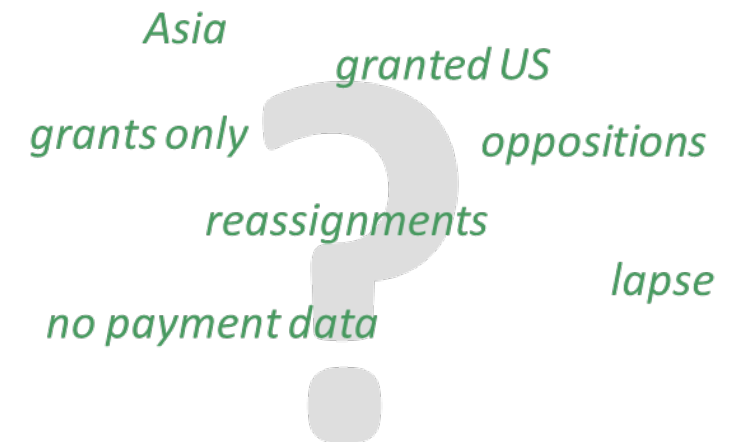 Asia
granted US
grants only
oppositions
reassignments
lapse
no payment data
?